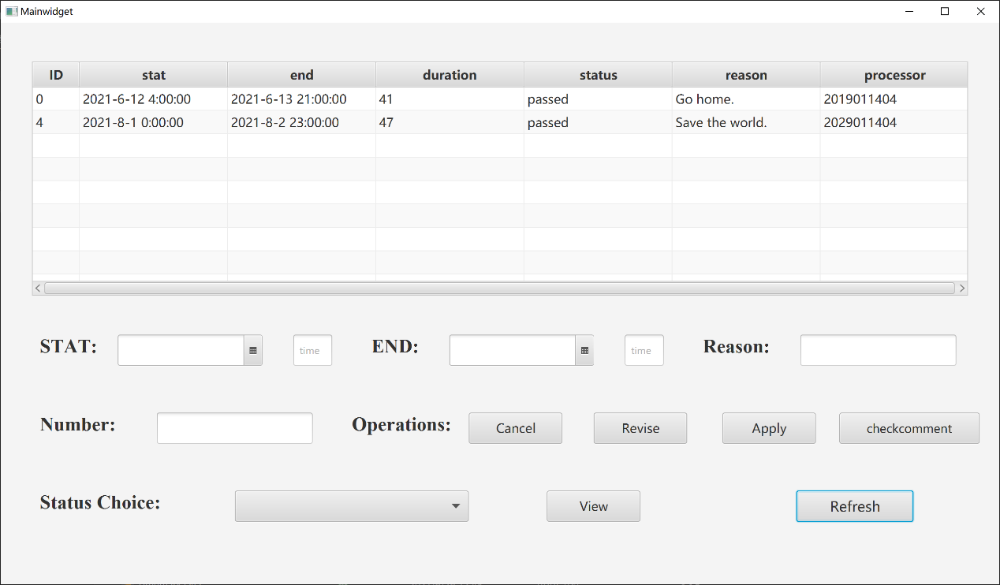 Mainwidget
ID stat end duration status reason processor
0 2021-6-12 4:00:00 2021-6-13 21:00:00 41 passed Go home. 2019011404
4 2021-8-1 0:00:00 2021-8-2 23:00:00 47 passed Save the world. 2029011404
STAT: time END: time Reason:
Number: Operations: Cancel Revise Apply checkcomment
Status Choice: View Refresh